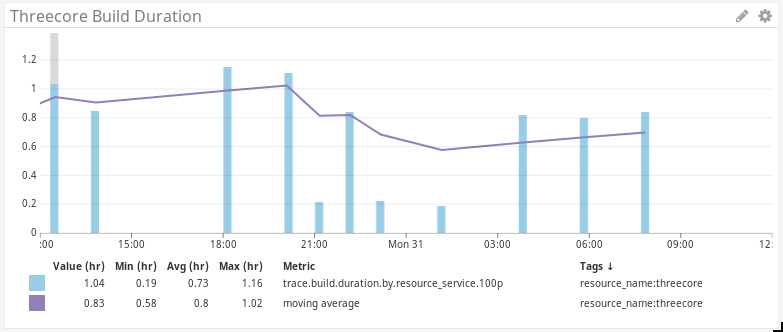 Threecore Build Duration
1.2
1
0.8
0.6
0.4
0.2
0
:00 15:00 18:00 21:00 Mon 31 03:00 06:00 09:00 12:
Value (hr) Min (hr) Avg (hr) Max (hr) Metric Tags ↓
1.04 0.19 0.73 1.16 trace.build.duration.by.resource_service.100p resource_name:threecore
0.83 0.58 0.8 1.02 moving average resource_name:threecore